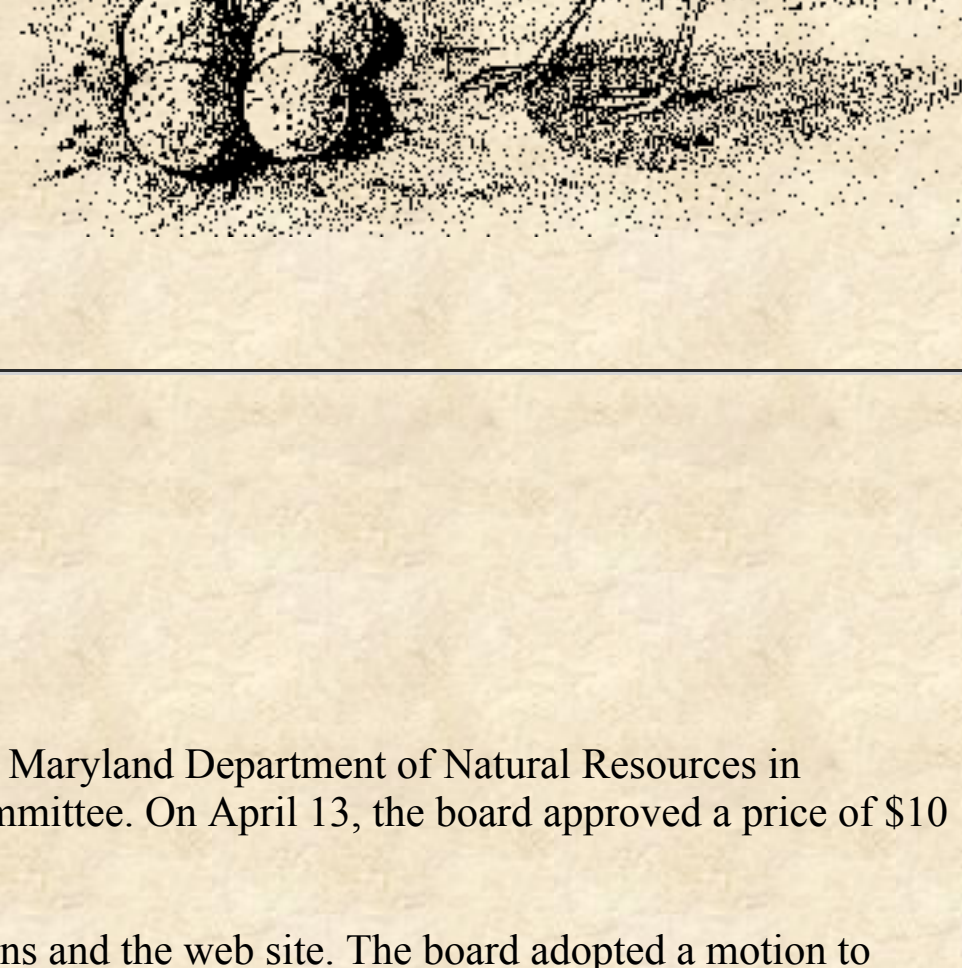 Maryland Department of Natural Resources in
mmittee. On April 13, the board approved a price of $10
ns and the web site. The board adopted a motion to